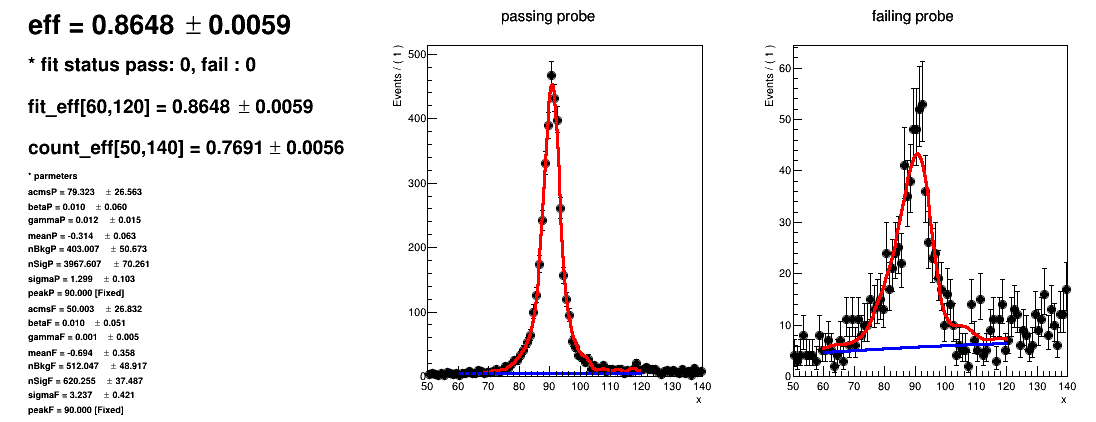 eff = 0.8648 ± 0.0059
* fit status pass: 0, fail : 0
fit_eff[60,120] = 0.8648 ± 0.0059
count_eff[50,140] = 0.7691 ± 0.0056
* parmeters
acmsP = 79.323 ± 26.563
betaP = 0.010 ± 0.060
gammaP = 0.012 ± 0.015
meanP = -0.314 ± 0.063
nBkgP = 403.007 ± 50.673
nSigP = 3967.607 ± 70.261
sigmaP = 1.299 ± 0.103
peakP = 90.000 [Fixed]
acmsF = 50.003 ± 26.832
betaF = 0.010 ± 0.051
gammaF = 0.001 ± 0.005
meanF = -0.694 ± 0.358
nBkgF = 512.047 ± 48.917
nSigF = 620.255 ± 37.487
sigmaF = 3.237 ± 0.421
peakF = 90.000 [Fixed]
passing probe
Events / ( 1 )
500
400
300
200
100
0
50 60 70 80 90 100 110 120 130 140
x
failing probe
Events / ( 1 )
60
50
40
30
20
10
0
50 60 70 80 90 100 110 120 130 140
x